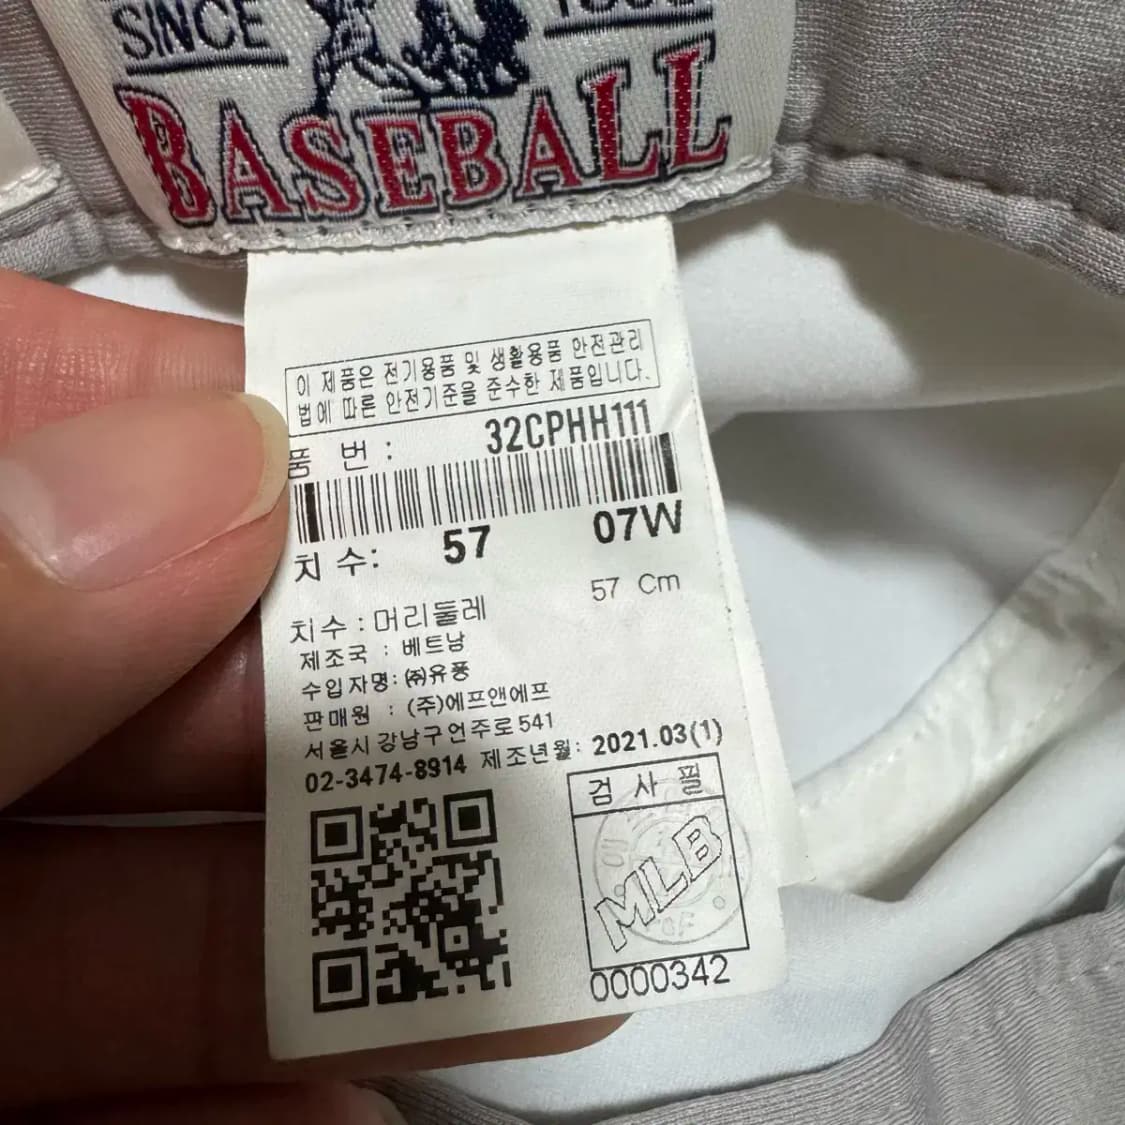 SINCE
BASEBALL
이 제품은 전기용품 및 생활용품 안전관리
법에 따른 안전기준을 준수한 제품입니다.
품 번 : 32CPHH111
치 수: 57 07W
57 Cm
치수 : 머리둘레
제조국 : 베트남
수입자명: ㈜유풍
판매원 : (주)에프앤에프
서울시 강남구 언주로 541
02-3474-8914 제조년월: 2021.03(1)
검 사 필
MLB
0000342